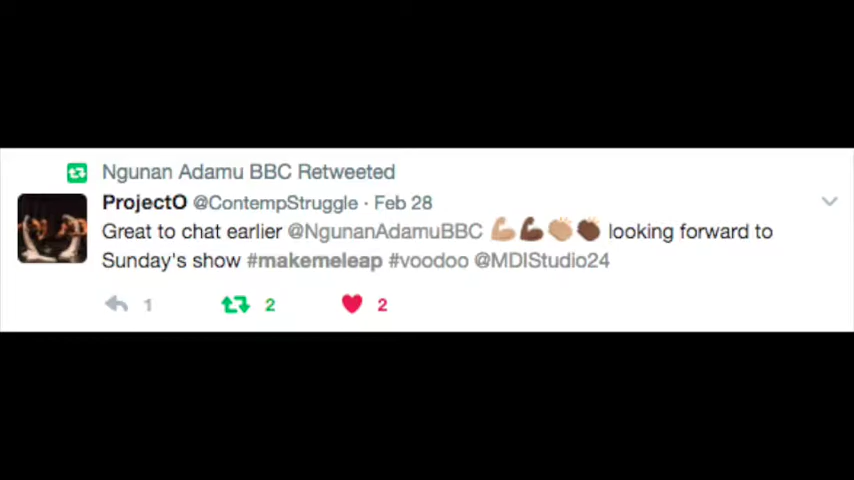 Ngunan Adamu BBC Retweeted
ProjectO @ContempStruggle · Feb 28
Great to chat earlier @NgunanAdamuBBC 💪🏼💪🏿👏🏼👏🏿 looking forward to
Sunday's show #makemeleap #voodoo @MDIStudio24
1 2 2